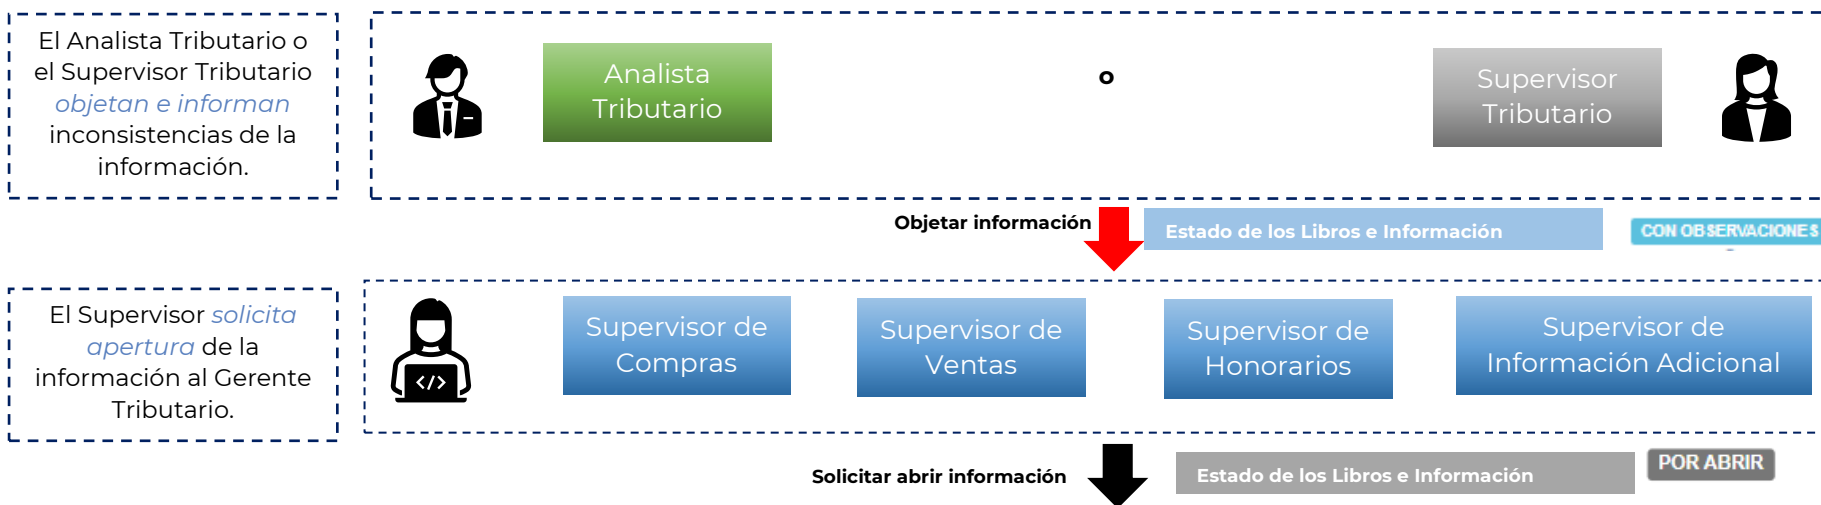 El Analista Tributario o
el Supervisor Tributario
objetan e informan
inconsistencias de la
información.
Analista
Tributario
o
Supervisor
Tributario
Objetar información
Estado de los Libros e Información
CON OBSERVACIONES
El Supervisor solicita
apertura de la
información al Gerente
Tributario.
</>
Supervisor de
Compras
Supervisor de
Ventas
Supervisor de
Honorarios
Supervisor de
Información Adicional
Solicitar abrir información
Estado de los Libros e Información
POR ABRIR